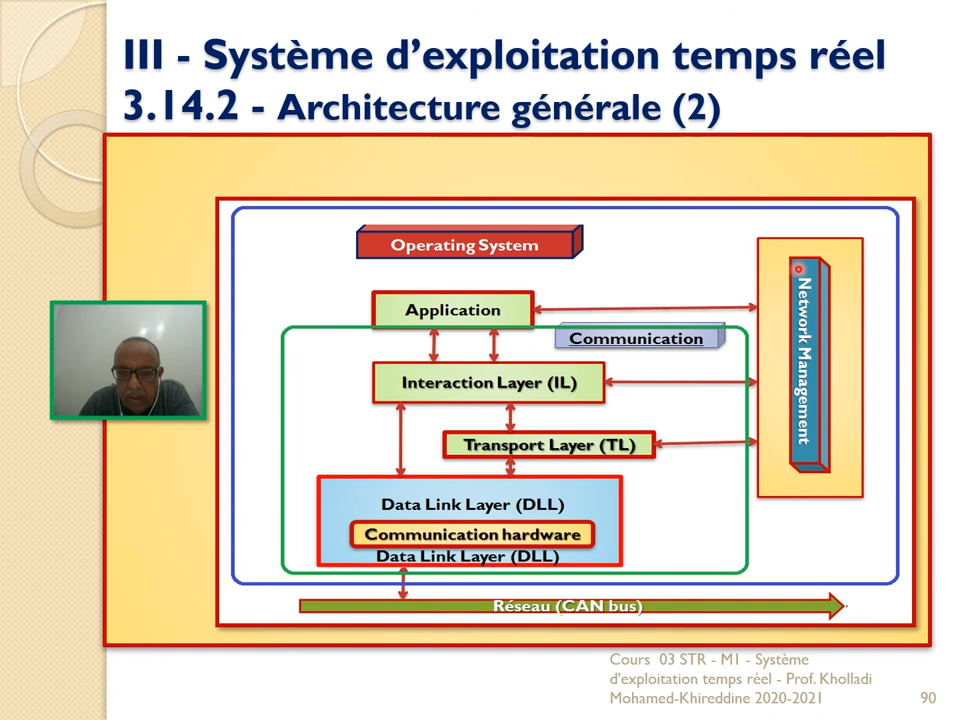 III - Système d’exploitation temps réel
3.14.2 - Architecture générale (2)
Operating System
Application
Communication
Network Management
Interaction Layer (IL)
Transport Layer (TL)
Data Link Layer (DLL)
Communication hardware
Data Link Layer (DLL)
Réseau (CAN bus)
Cours 03 STR - M1 - Système
d'exploitation temps réel - Prof. Kholladi
Mohamed-Khireddine 2020-2021
90